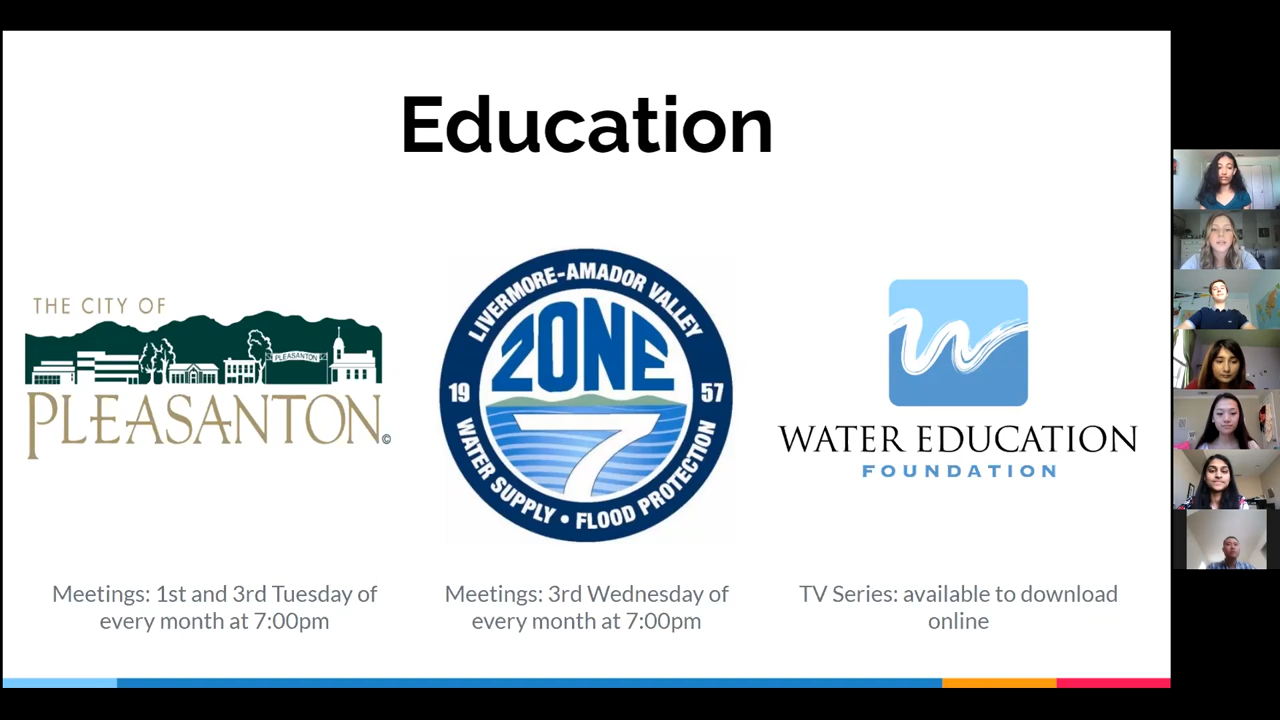 Education
THE CITY OF
PLEASANTON
PLEASANTON©
LIVERMORE-AMADOR VALLEY
ZONE
19 57
7
WATER SUPPLY • FLOOD PROTECTION
W
WATER EDUCATION
FOUNDATION
Meetings: 1st and 3rd Tuesday of
every month at 7:00pm
Meetings: 3rd Wednesday of
every month at 7:00pm
TV Series: available to download
online